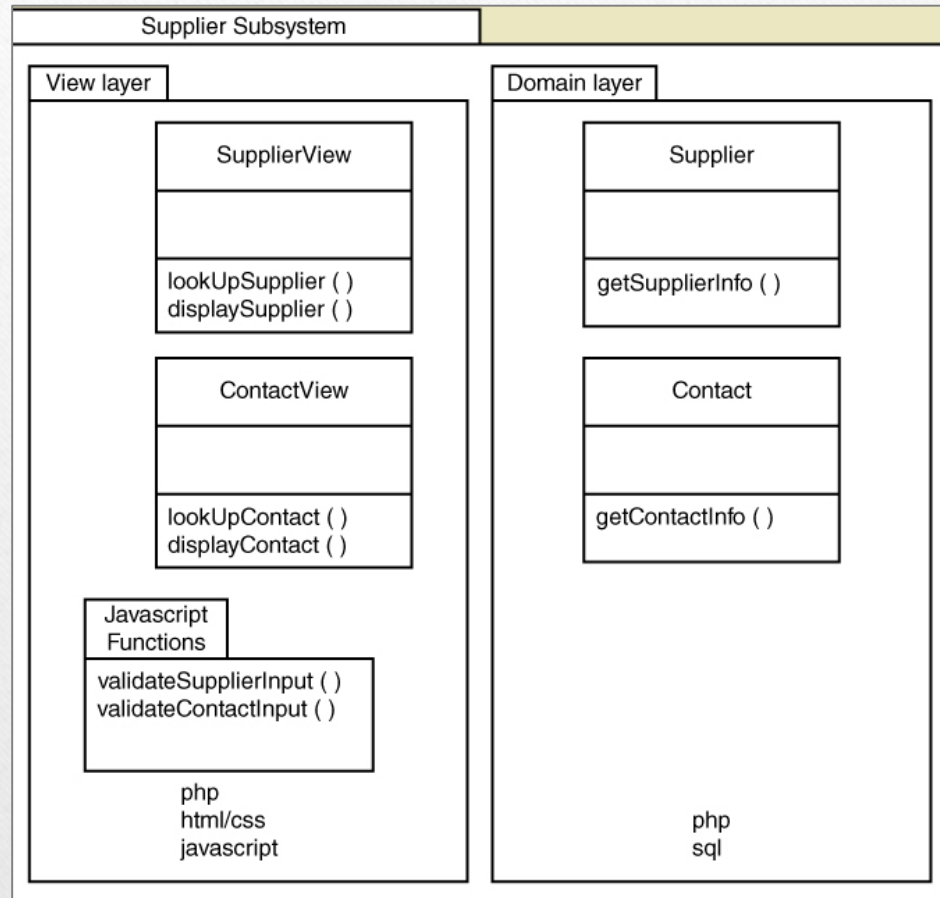 Supplier Subsystem
View layer
SupplierView
lookUpSupplier ( )
displaySupplier ( )
ContactView
lookUpContact ( )
displayContact ( )
Javascript
Functions
validateSupplierInput ( )
validateContactInput ( )
php
html/css
javascript
Domain layer
Supplier
getSupplierInfo ( )
Contact
getContactInfo ( )
php
sql